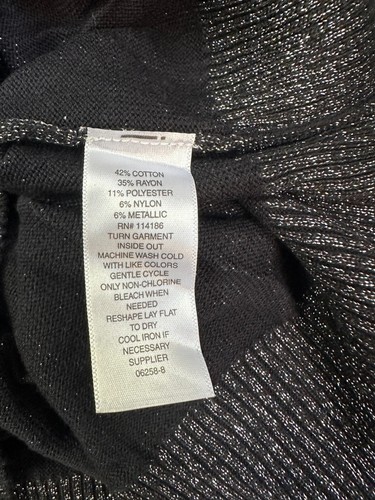 42% COTTON
35% RAYON
11% POLYESTER
6% NYLON
6% METALLIC
RN# 114186
TURN GARMENT
INSIDE OUT
MACHINE WASH COLD
WITH LIKE COLORS
GENTLE CYCLE
ONLY NON-CHLORINE
BLEACH WHEN
NEEDED
RESHAPE LAY FLAT
TO DRY
COOL IRON IF
NECESSARY
SUPPLIER
06258-8